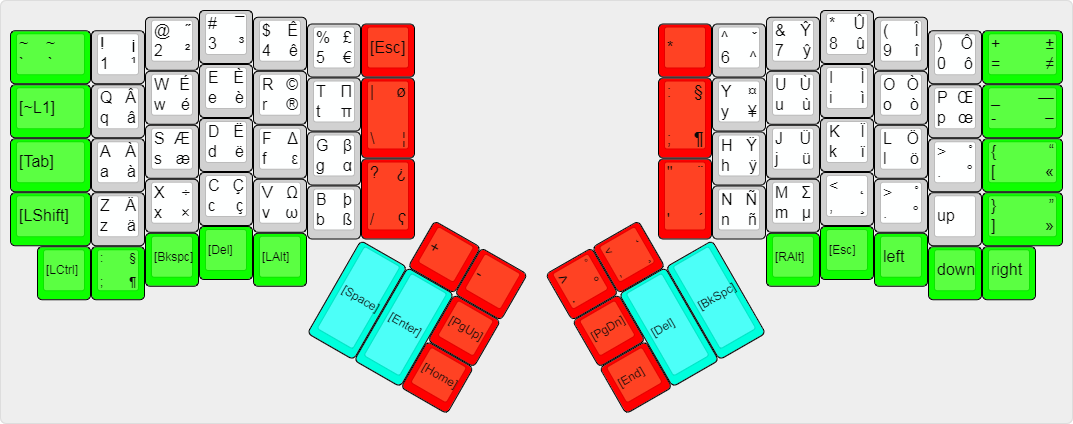 ~ ~
` `
! ¡
1 ¹
@ ˝
2 ²
# ¯
3 ³
$ Ê
4 ê
% £
5 €
[Esc]
*
^ ˇ
6 ^
& Ŷ
7 ŷ
* Û
8 û
( Î
9 î
) Ô
0 ô
+ ±
= ≠
[~L1]
Q Â
q â
W É
w é
E È
e è
R ©
r ®
T Π
t π
| ø
\ ¦
: §
; ¶
Y ¤
y ¥
U Ù
u ù
I Ì
i ì
O Ò
o ò
P Œ
p œ
_ —
- –
[Tab]
A À
a à
S Æ
s æ
D Ë
d ë
F Δ
f ε
G β
g α
H Ÿ
h ÿ
J Ü
j ü
K Ï
k ï
L Ö
l ö
> °
. °
{ “
[ «
[LShift]
Z Ä
z ä
X ÷
x ×
C Ç
c ç
V Ω
v ω
B þ
b ß
? ¿
/ ʕ
" ¨
' ´
N Ñ
n ñ
M Σ
m µ
<
,
> °
. °
up
} ”
] »
[LCtrl]
: §
; ¶
[Bkspc]
[Del]
[LAlt]
[RAlt]
[Esc]
left
down
right
+
-
[Space]
[Enter]
[PgUp]
[Home]
<
>
[PgDn]
[Del]
[BkSpc]
[End]